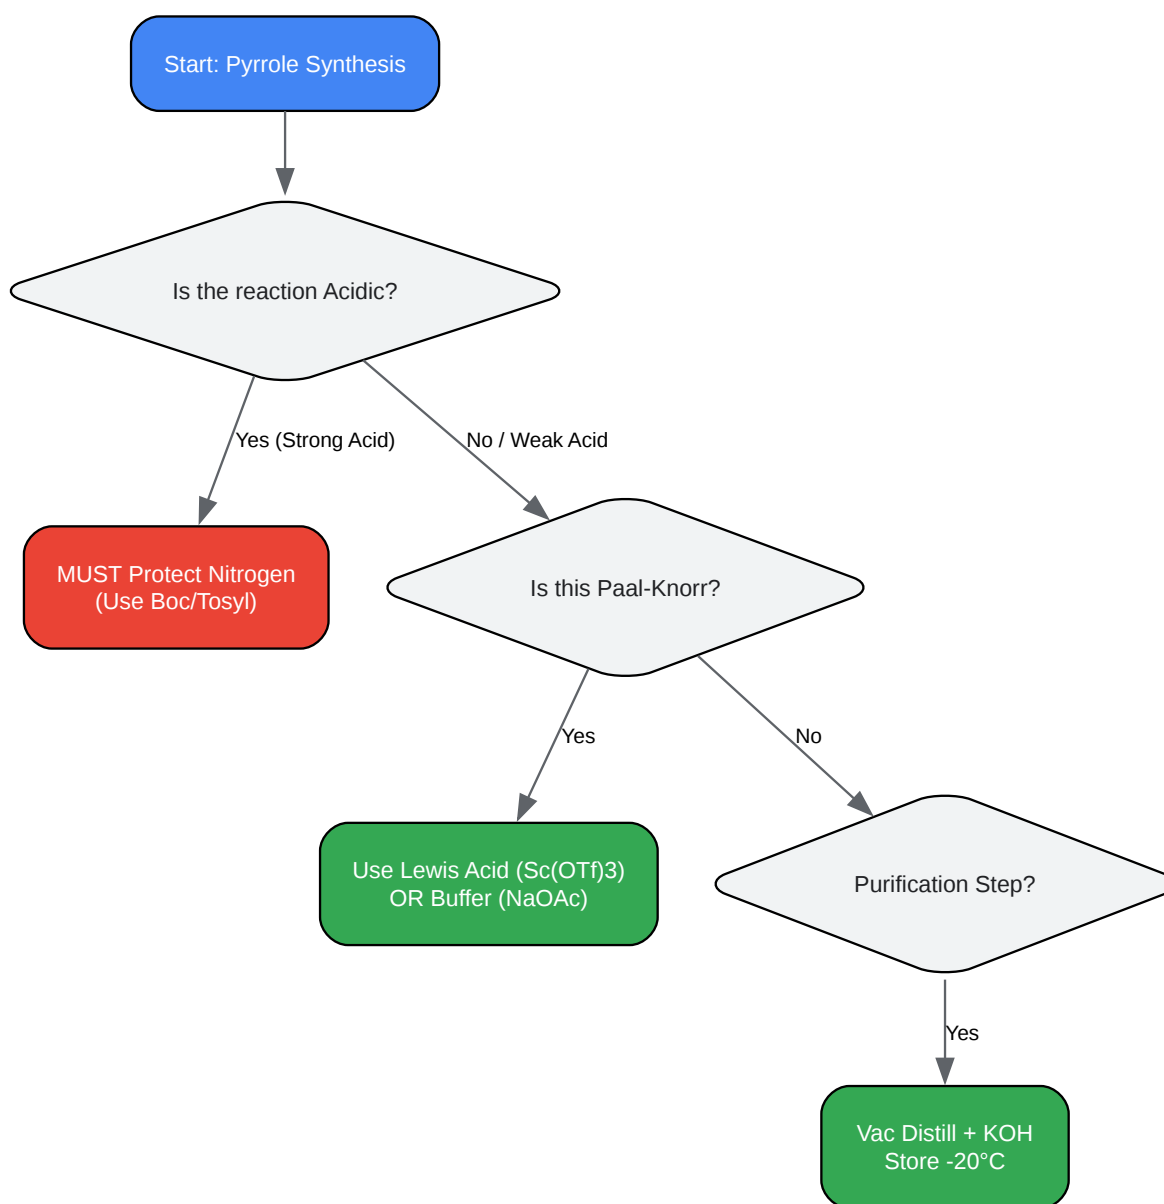 Start: Pyrrole Synthesis
Is the reaction Acidic?
Yes (Strong Acid)
No / Weak Acid
MUST Protect Nitrogen
(Use Boc/Tosyl)
Is this Paal-Knorr?
Yes
No
Use Lewis Acid (Sc(OTf)3)
OR Buffer (NaOAc)
Purification Step?
Yes
Vac Distill + KOH
Store -20°C